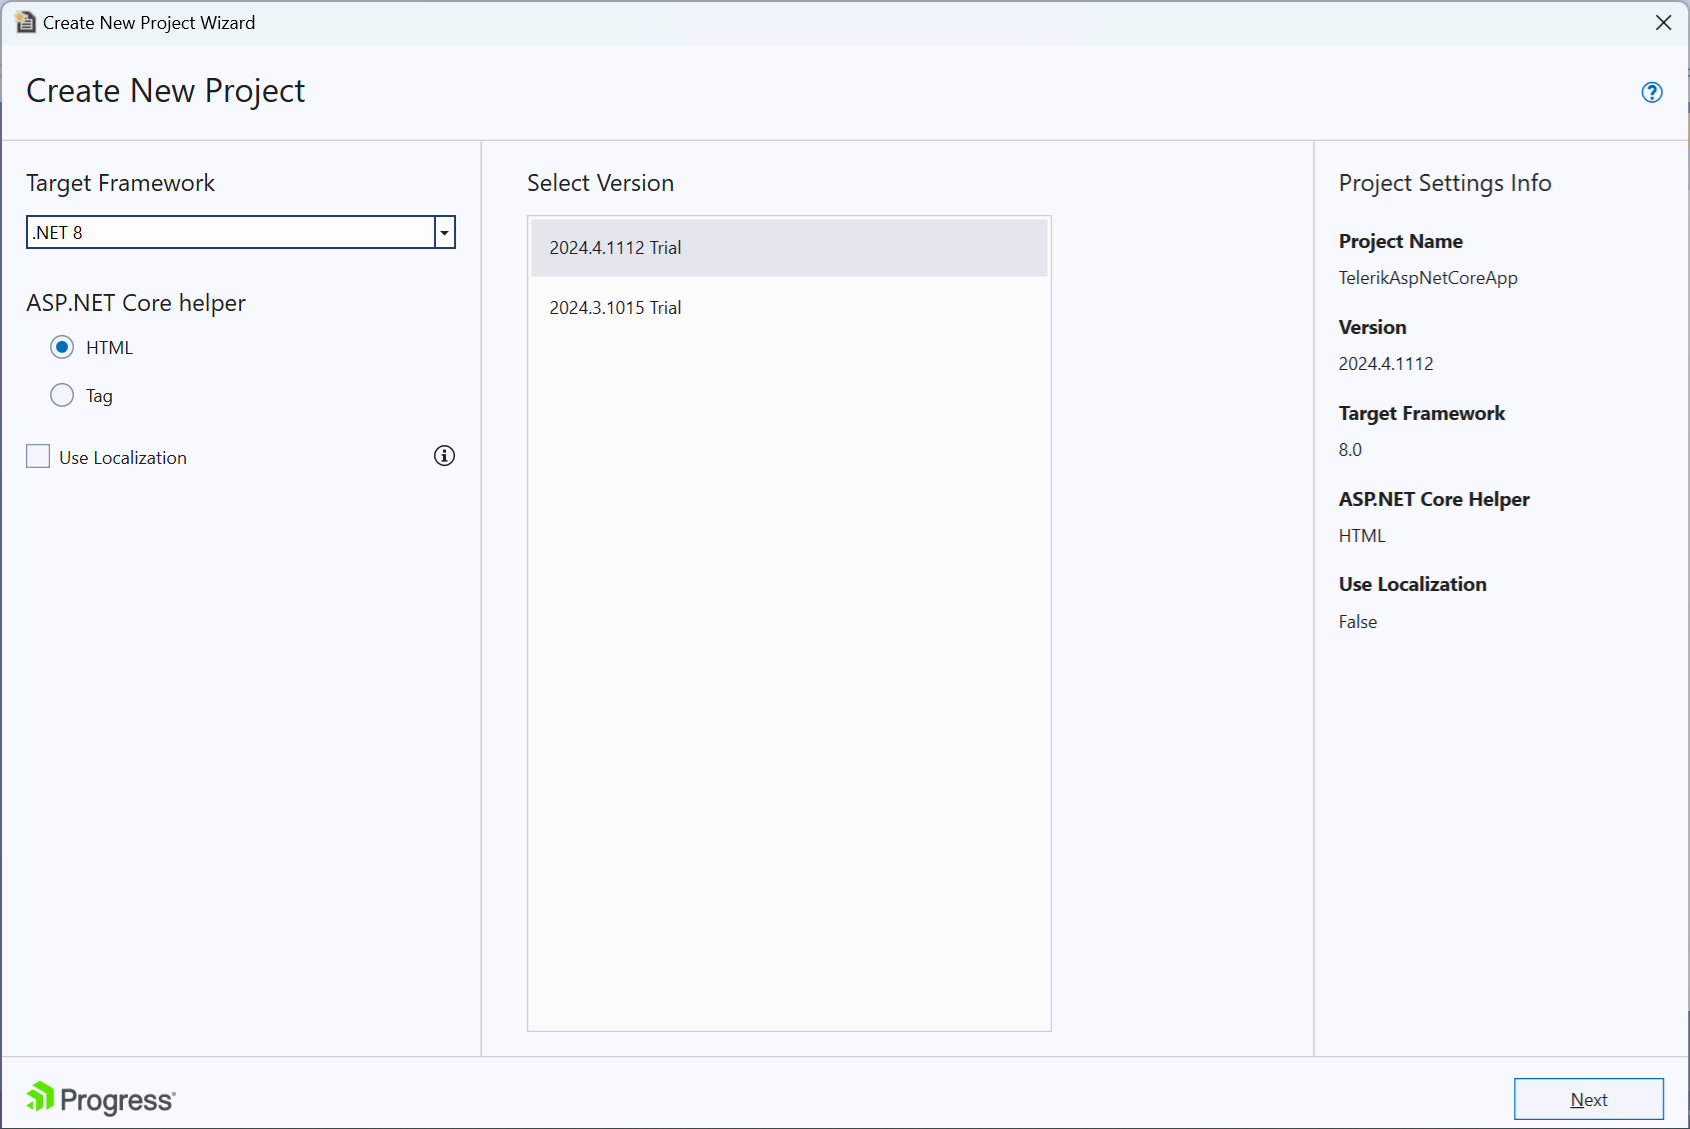 Create New Project Wizard
Create New Project
Target Framework
.NET 8
ASP.NET Core helper
HTML
Tag
Use Localization
Select Version
2024.4.1112 Trial
2024.3.1015 Trial
Project Settings Info
Project Name
TelerikAspNetCoreApp
Version
2024.4.1112
Target Framework
8.0
ASP.NET Core Helper
HTML
Use Localization
False
Progress
Next